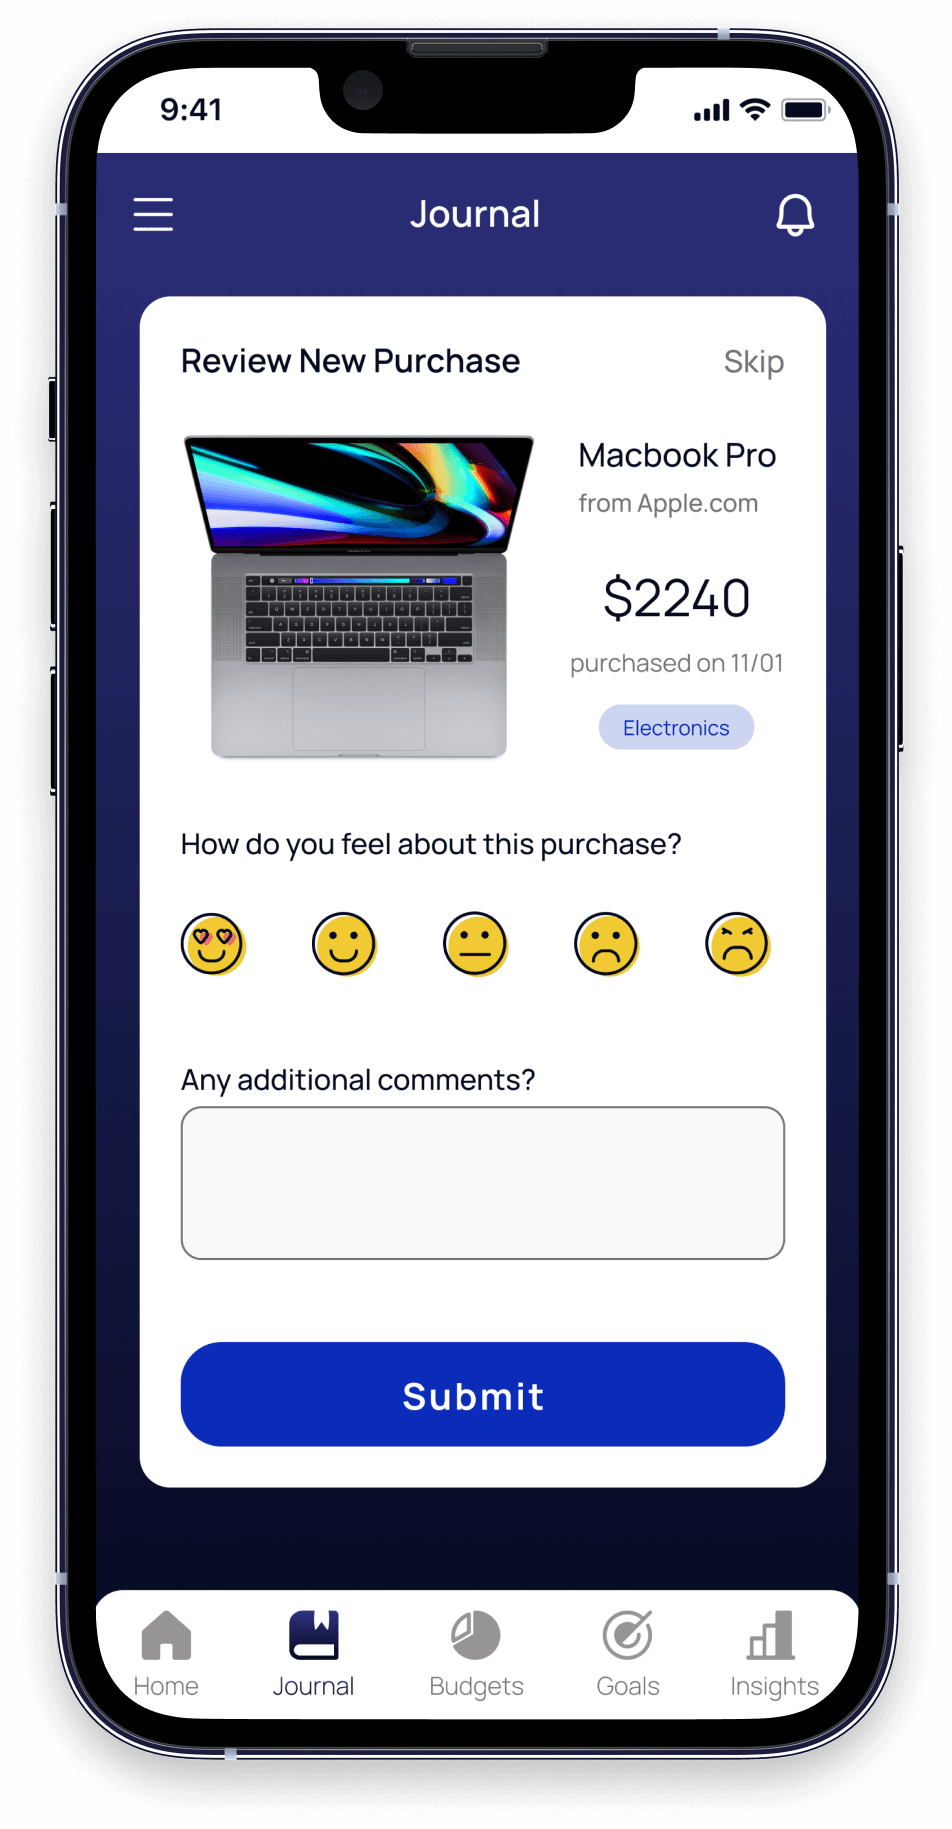 9:41
Journal
Review New Purchase
Skip
Macbook Pro
from Apple.com
$2240
purchased on 11/01
Electronics
How do you feel about this purchase?
Any additional comments?
Submit
Home
Journal
Budgets
Goals
Insights